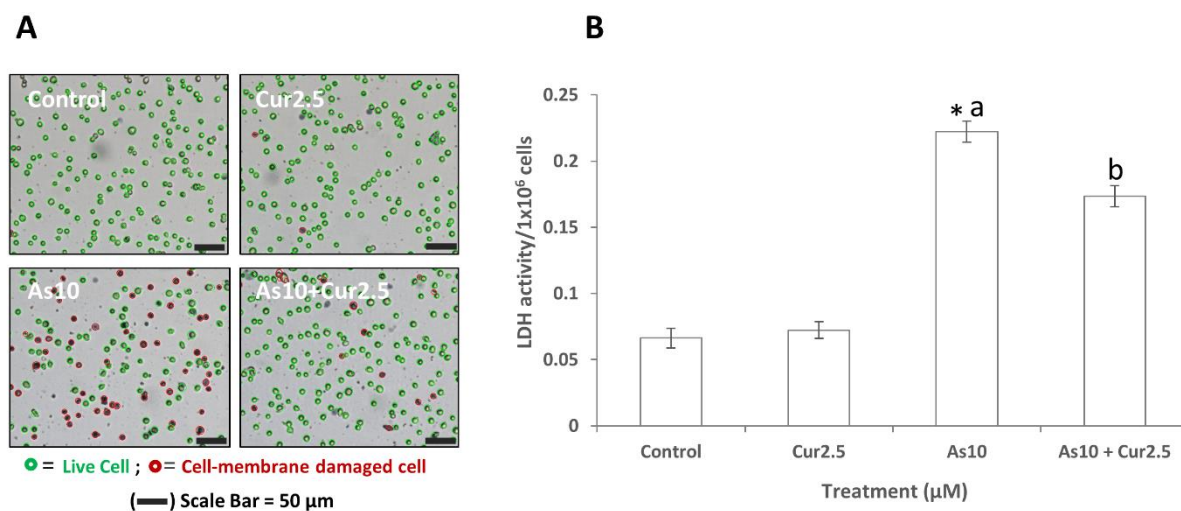 A
Control
Cur2.5
As10
As10+Cur2.5
= Live Cell ; = Cell-membrane damaged cell
( ) Scale Bar = 50 µm
B
LDH activity/1x10⁶ cells
0.25
0.2
0.15
0.1
0.05
0
* a
b
Control
Cur2.5
As10
As10 + Cur2.5
Treatment (µM)